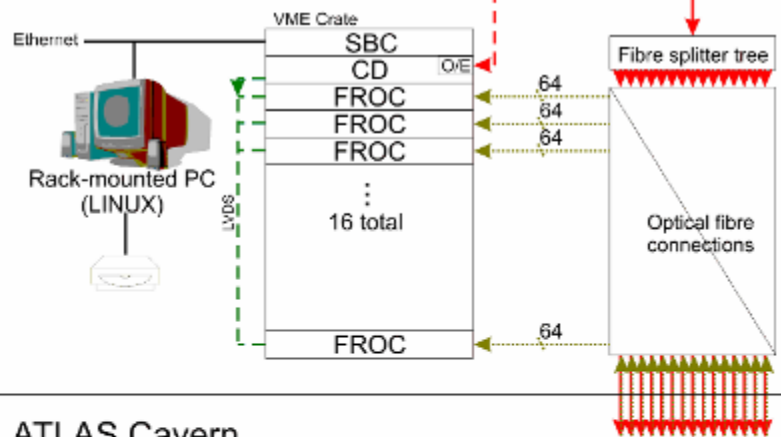 VME Crate
Ethernet
SBC
CD
O/E
Fibre splitter tree
FROC
64
FROC
64
FROC
64
Rack-mounted PC
(LINUX)
LVDS
16 total
Optical fibre
connections
FROC
64
ATLAS Cavern